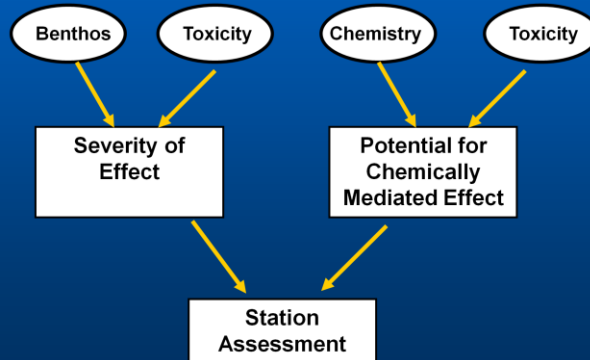 Benthos
Toxicity
Chemistry
Toxicity
Severity of
Effect
Potential for
Chemically
Mediated Effect
Station
Assessment